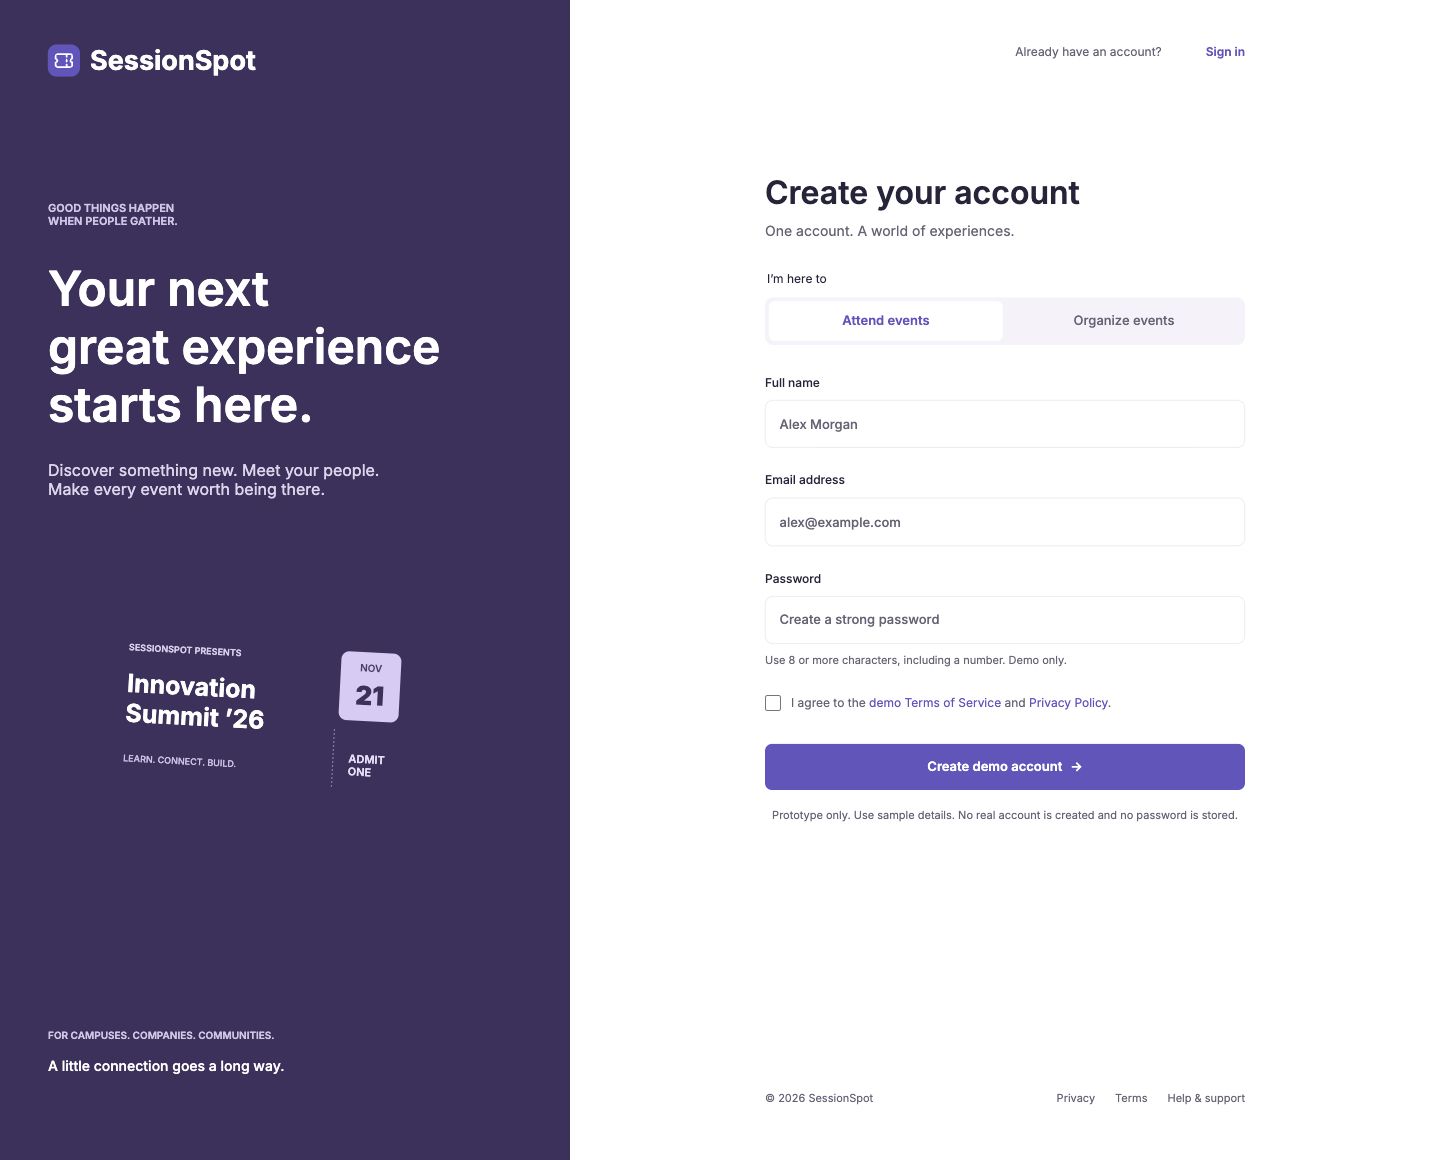 SessionSpot
GOOD THINGS HAPPEN
WHEN PEOPLE GATHER.
Your next
great experience
starts here.
Discover something new. Meet your people.
Make every event worth being there.
SESSIONSPOT PRESENTS
Innovation
Summit ’26
LEARN. CONNECT. BUILD.
NOV
21
ADMIT
ONE
FOR CAMPUSES. COMPANIES. COMMUNITIES.
A little connection goes a long way.
Already have an account? Sign in
Create your account
One account. A world of experiences.
I’m here to
Attend events Organize events
Full name
Alex Morgan
Email address
alex@example.com
Password
Create a strong password
Use 8 or more characters, including a number. Demo only.
I agree to the demo Terms of Service and Privacy Policy.
Create demo account →
Prototype only. Use sample details. No real account is created and no password is stored.
© 2026 SessionSpot Privacy Terms Help & support